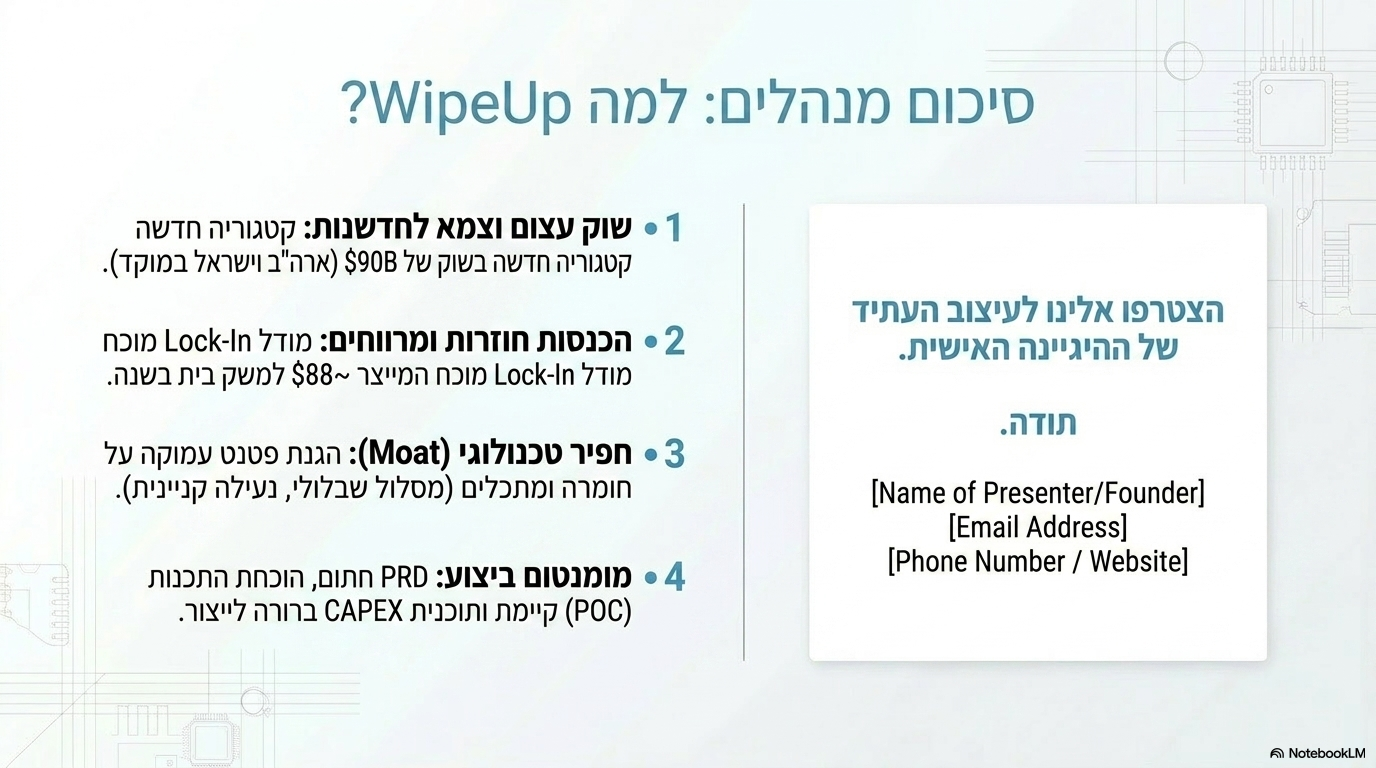 סיכום מנהלים: למה WipeUp?
1 • שוק עצום וצמא לחדשנות: קטגוריה חדשה
קטגוריה חדשה בשוק של $90B (ארה"ב וישראל במוקד).
2 • הכנסות חוזרות ומרווחים: מודל Lock-In מוכח
מודל Lock-In מוכח המייצר ~$88 למשק בית בשנה.
3 • חפיר טכנולוגי (Moat): הגנת פטנט עמוקה על
חומרה ומתכלים (מסלול שבלולי, נעילה קניינית).
4 • מומנטום ביצוע: PRD חתום, הוכחת התכנות
(POC) קיימת ותוכנית CAPEX ברורה לייצור.
הצטרפו אלינו לעיצוב העתיד
של ההיגיינה האישית.
תודה.
[Name of Presenter/Founder]
[Email Address]
[Phone Number / Website]
NotebookLM